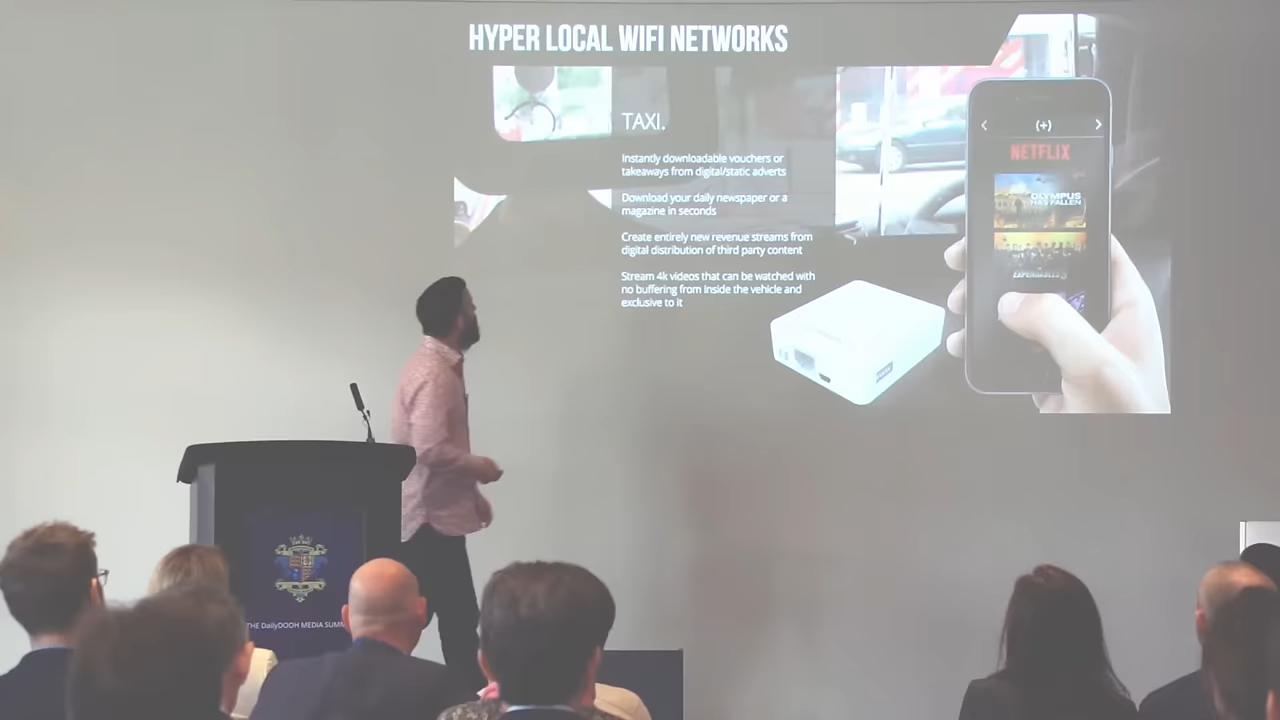 HYPER LOCAL WIFI NETWORKS
TAXI.
Instantly downloadable vouchers or
takeaways from digital/static adverts
Download your daily newspaper or a
magazine in seconds
Create entirely new revenue streams from
digital distribution of third party content
Stream 4k videos that can be watched with
no buffering from inside the vehicle and
exclusive to it
< (+) >
NETFLIX
OLYMPUS
HAS FALLEN
EXPENDABLES 3
THE DailyDOOH MEDIA SUMM